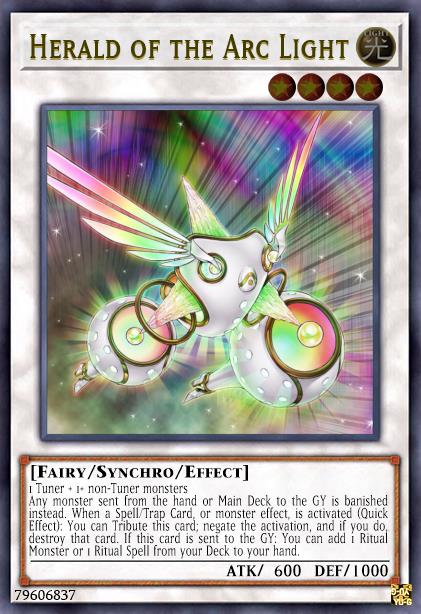 HERALD OF THE ARC LIGHT
LIGHT
光
[FAIRY/SYNCHRO/EFFECT]
1 Tuner + 1+ non-Tuner monsters
Any monster sent from the hand or Main Deck to the GY is banished
instead. When a Spell/Trap Card, or monster effect, is activated (Quick
Effect): You can Tribute this card; negate the activation, and if you do,
destroy that card. If this card is sent to the GY: You can add 1 Ritual
Monster or 1 Ritual Spell from your Deck to your hand.
ATK/ 600 DEF/1000
79606837